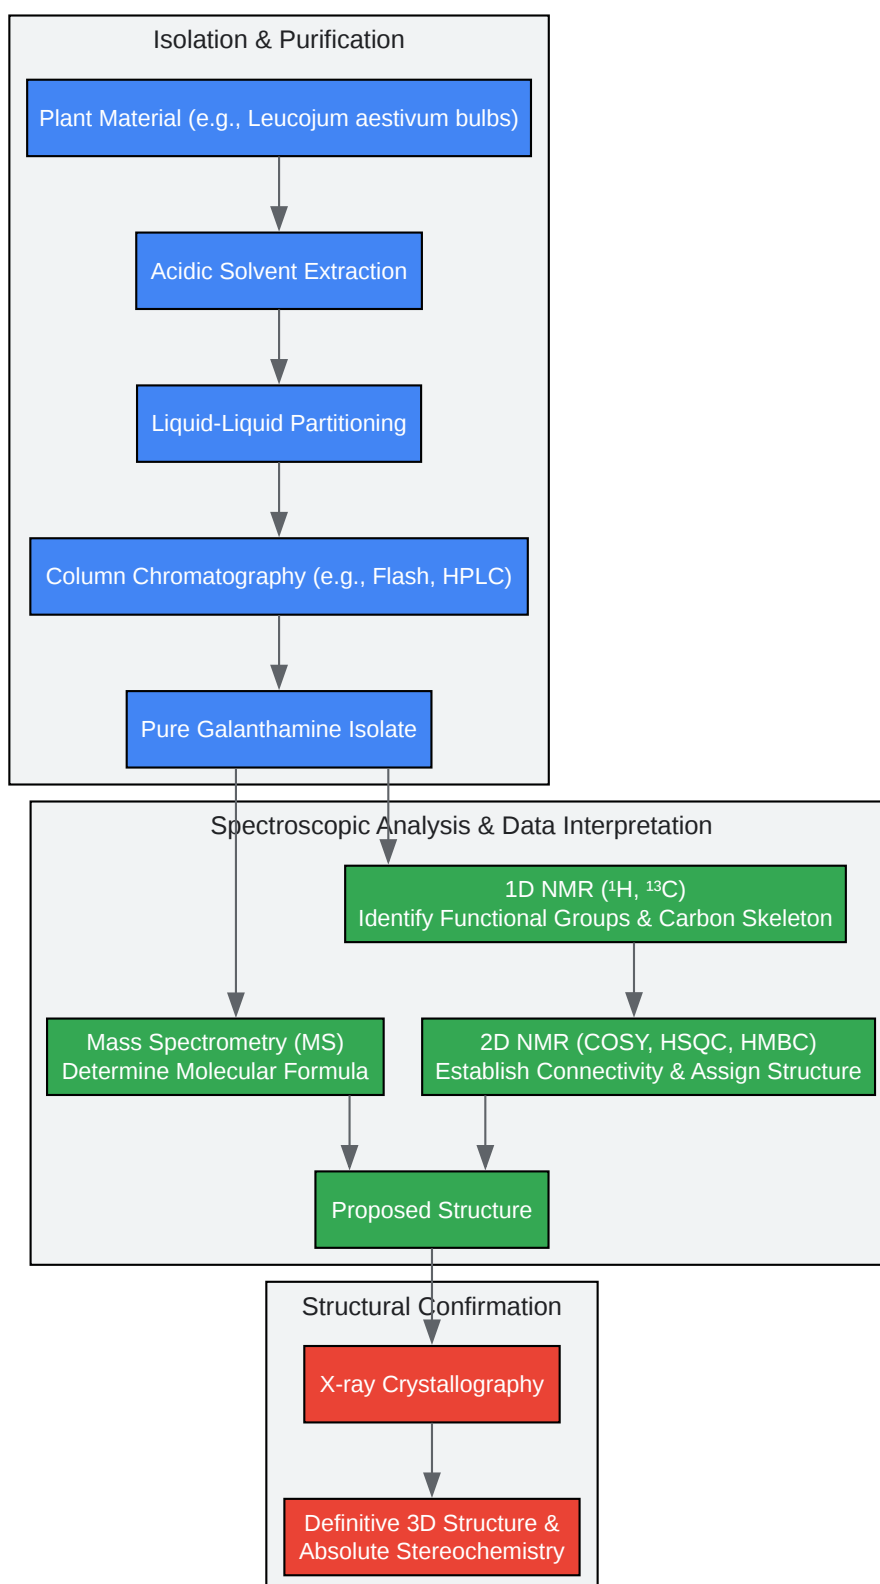 Isolation & Purification
Plant Material (e.g., Leucojum aestivum bulbs)
Acidic Solvent Extraction
Liquid-Liquid Partitioning
Column Chromatography (e.g., Flash, HPLC)
Pure Galanthamine Isolate
Spectroscopic Analysis & Data Interpretation
1D NMR (¹H, ¹³C)
Identify Functional Groups & Carbon Skeleton
Mass Spectrometry (MS)
Determine Molecular Formula
2D NMR (COSY, HSQC, HMBC)
Establish Connectivity & Assign Structure
Proposed Structure
Structural Confirmation
X-ray Crystallography
Definitive 3D Structure &
Absolute Stereochemistry